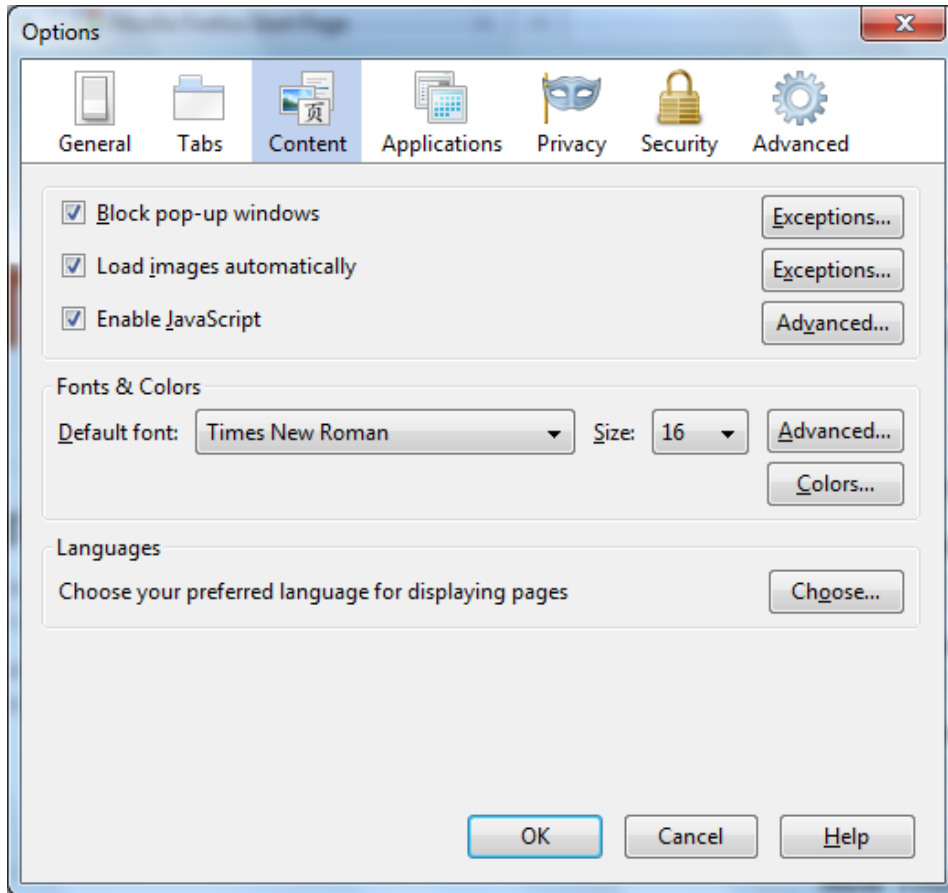 Options
General Tabs Content Applications Privacy Security Advanced
页
Block pop-up windows Exceptions...
Load images automatically Exceptions...
Enable JavaScript Advanced...
Fonts & Colors
Default font: Times New Roman Size: 16 Advanced...
Colors...
Languages
Choose your preferred language for displaying pages Choose...
OK Cancel Help